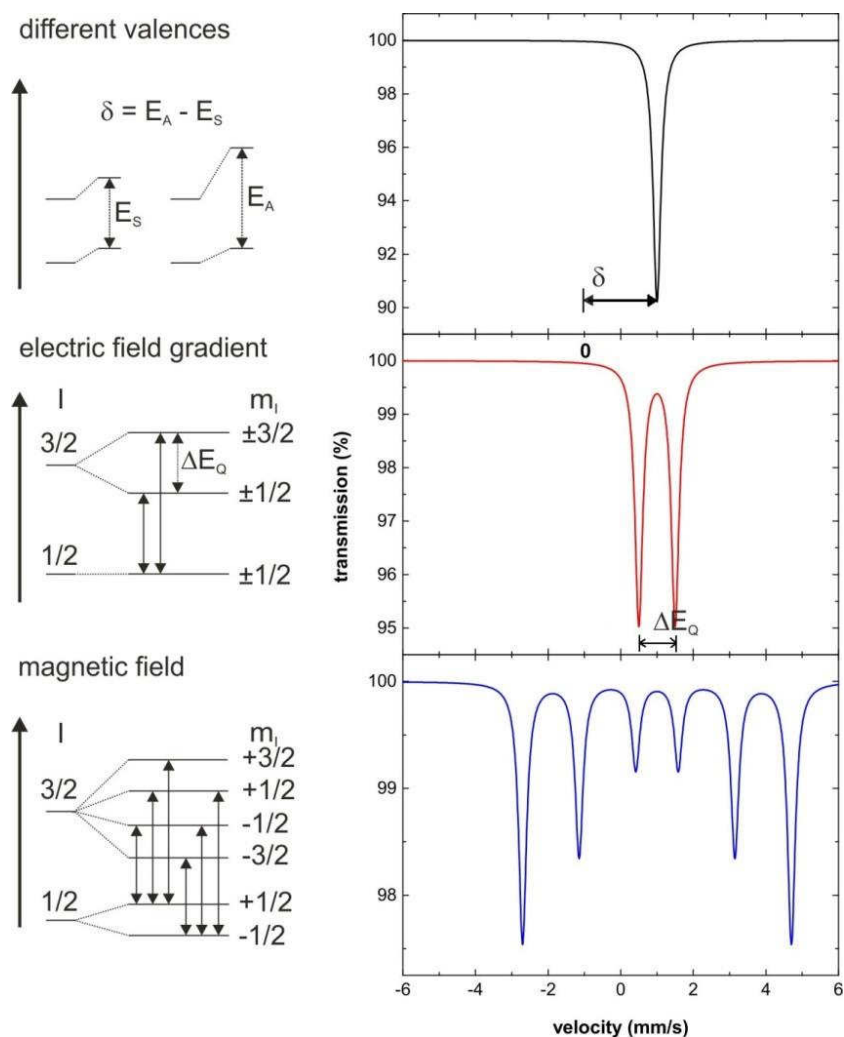 different valences
δ = E_A - E_S
E_S
E_A
100
98
96
94
92
90
δ
electric field gradient
I
m_I
3/2
±3/2
ΔE_Q
±1/2
1/2
±1/2
0
100
99
98
97
96
95
ΔE_Q
transmission (%)
magnetic field
I
m_I
+3/2
3/2
+1/2
-1/2
-3/2
1/2
+1/2
-1/2
100
99
98
-6
-4
-2
0
2
4
6
velocity (mm/s)